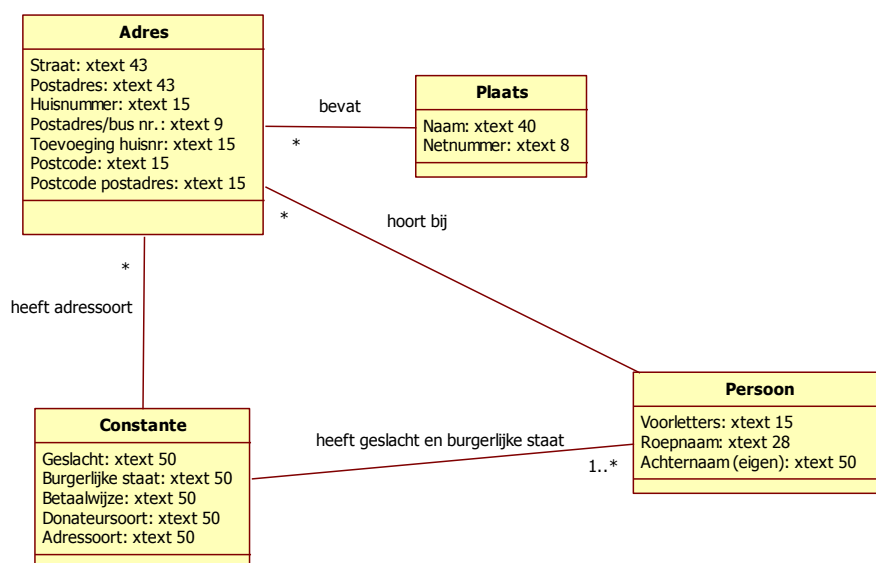 Adres
Straat: xtext 43
Postadres: xtext 43
Huisnummer: xtext 15
Postadres/bus nr.: xtext 9
Toevoeging huisnr: xtext 15
Postcode: xtext 15
Postcode postadres: xtext 15
bevat
*
Plaats
Naam: xtext 40
Netnummer: xtext 8
*
hoort bij
*
heeft adressoort
Constante
Geslacht: xtext 50
Burgerlijke staat: xtext 50
Betaalwijze: xtext 50
Donateursoort: xtext 50
Adressoort: xtext 50
heeft geslacht en burgerlijke staat
1..*
Persoon
Voorletters: xtext 15
Roepnaam: xtext 28
Achternaam (eigen): xtext 50